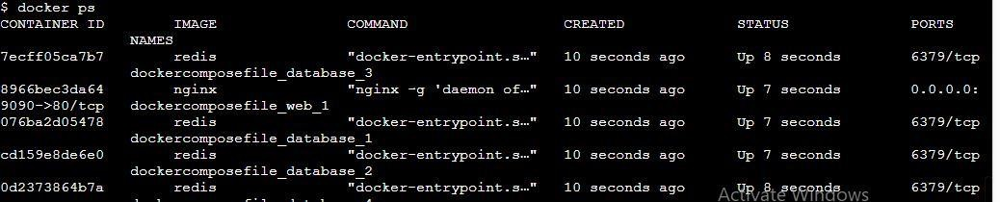 $ docker ps
CONTAINER ID IMAGE COMMAND CREATED STATUS PORTS
NAMES
7ecff05ca7b7 redis "docker-entrypoint.s…" 10 seconds ago Up 8 seconds 6379/tcp
dockercomposefile_database_3
8966bec3da64 nginx "nginx -g 'daemon of…" 10 seconds ago Up 7 seconds 0.0.0.0:
9090->80/tcp dockercomposefile_web_1
076ba2d05478 redis "docker-entrypoint.s…" 10 seconds ago Up 7 seconds 6379/tcp
dockercomposefile_database_1
cd159e8de6e0 redis "docker-entrypoint.s…" 10 seconds ago Up 7 seconds 6379/tcp
dockercomposefile_database_2
0d2373864b7a redis "docker-entrypoint.s…" 10 seconds ago Up 8 seconds 6379/tcp
Activate Windows